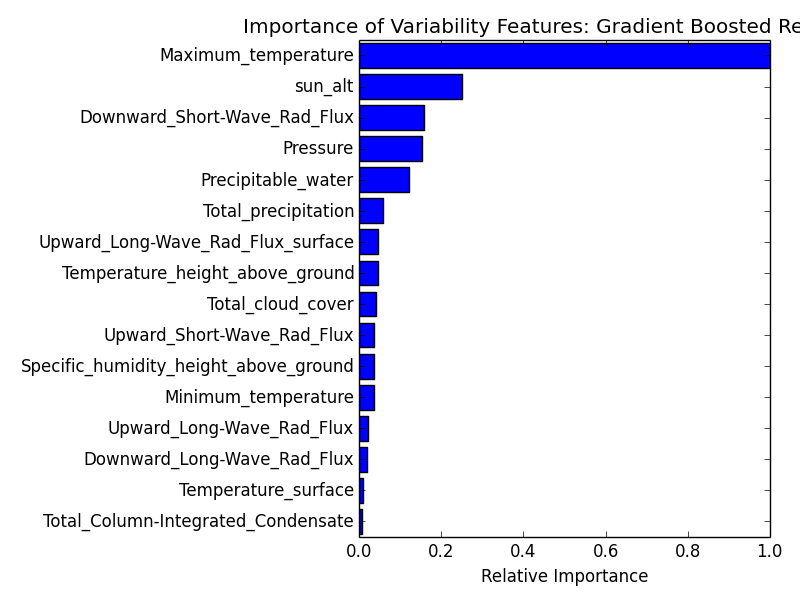 Importance of Variability Features: Gradient Boosted Re
Maximum_temperature
sun_alt
Downward_Short-Wave_Rad_Flux
Pressure
Precipitable_water
Total_precipitation
Upward_Long-Wave_Rad_Flux_surface
Temperature_height_above_ground
Total_cloud_cover
Upward_Short-Wave_Rad_Flux
Specific_humidity_height_above_ground
Minimum_temperature
Upward_Long-Wave_Rad_Flux
Downward_Long-Wave_Rad_Flux
Temperature_surface
Total_Column-Integrated_Condensate
0.0 0.2 0.4 0.6 0.8 1.0
Relative Importance